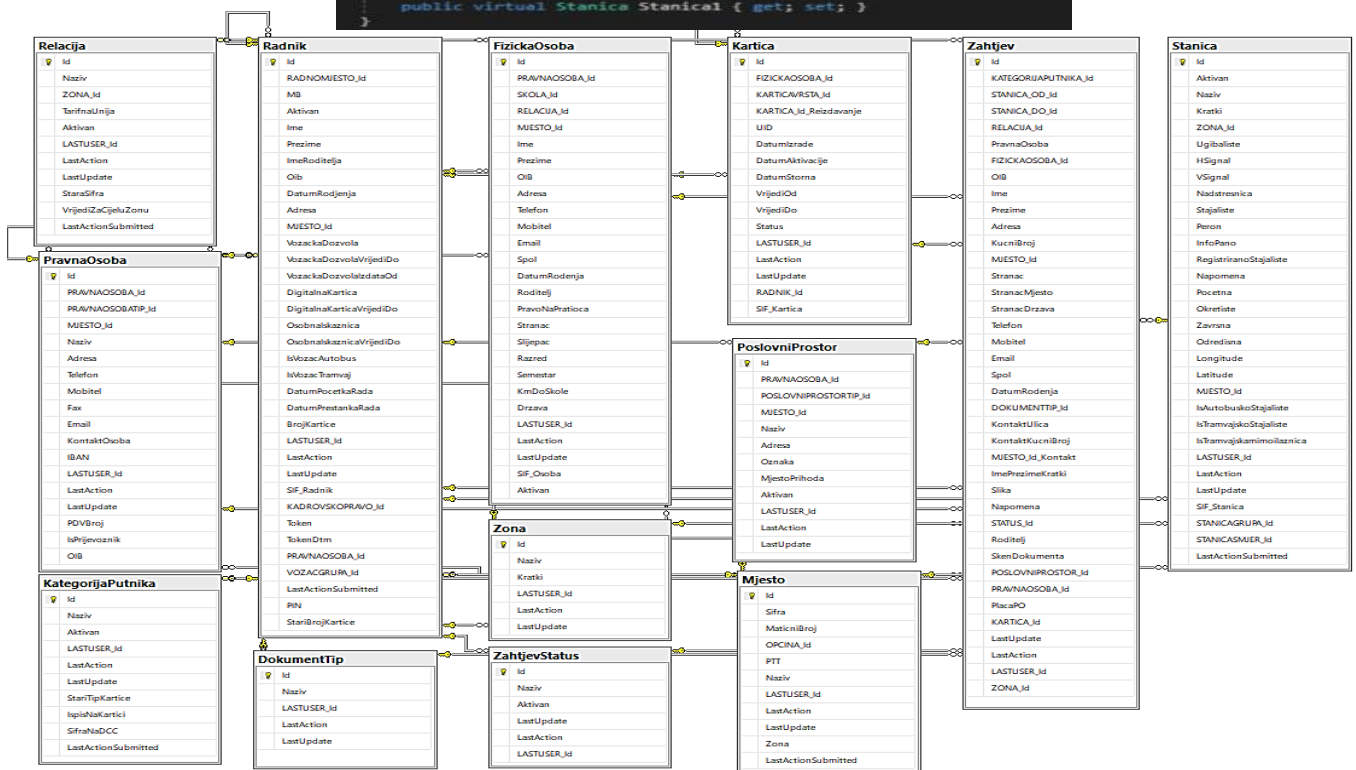 public virtual Stanica Stanica1 { get; set; }
}
Relacija
Id
Naziv
ZONA_Id
TarifnaUnija
Aktivan
LASTUSER_Id
LastAction
LastUpdate
StaraSifra
VrijediZaCijeluZonu
LastActionSubmitted
PravnaOsoba
Id
PRAVNAOSOBA_Id
PRAVNAOSOBATIP_Id
MJESTO_Id
Naziv
Adresa
Telefon
Mobitel
Fax
Email
KontaktOsoba
IBAN
LASTUSER_Id
LastAction
LastUpdate
PDVBroj
IsPrijevoznik
OIB
KategorijaPutnika
Id
Naziv
Aktivan
LASTUSER_Id
LastAction
LastUpdate
StariTipKartice
IspisNaKartici
SifraNaDCC
LastActionSubmitted
Radnik
Id
RADNOMJESTO_Id
MB
Aktivan
Ime
Prezime
ImeRoditelja
Oib
DatumRodjenja
Adresa
MJESTO_Id
VozackaDozvola
VozackaDozvolaVrijediDo
VozackaDozvolaIzdataOd
DigitalnaKartica
DigitalnaKarticaVrijediDo
OsobnaIskaznica
OsobnaIskaznicaVrijediDo
IsVozacAutobus
IsVozacTramvaj
DatumPocetkaRada
DatumPrestankaRada
BrojKartice
LASTUSER_Id
LastAction
LastUpdate
SIF_Radnik
KADROVSKOPRAVO_Id
Token
TokenDtm
PRAVNAOSOBA_Id
VOZACGRUPA_Id
LastActionSubmitted
PIN
StariBrojKartice
DokumentTip
Id
Naziv
LASTUSER_Id
LastAction
LastUpdate
FizickaOsoba
Id
PRAVNAOSOBA_Id
SKOLA_Id
RELACIJA_Id
MJESTO_Id
Ime
Prezime
OIB
Adresa
Telefon
Mobitel
Email
Spol
DatumRodenja
Roditelj
PravoNaPratioca
Stranac
Slijepac
Razred
Semestar
KmDoSkole
Drzava
LASTUSER_Id
LastAction
LastUpdate
SIF_Osoba
Aktivan
Zona
Id
Naziv
Kratki
LASTUSER_Id
LastAction
LastUpdate
ZahtjevStatus
Id
Naziv
Aktivan
LastUpdate
LastAction
LASTUSER_Id
Kartica
Id
FIZICKAOSOBA_Id
KARTICAVRSTA_Id
KARTICA_Id_Reizdavanje
UID
DatumIzrade
DatumAktivacije
DatumStorna
VrijediOd
VrijediDo
Status
LASTUSER_Id
LastAction
LastUpdate
RADNIK_Id
SIF_Kartica
PoslovniProstor
Id
PRAVNAOSOBA_Id
POSLOVNIPROSTORTIP_Id
MJESTO_Id
Naziv
Adresa
Oznaka
MjestoPrihoda
Aktivan
LASTUSER_Id
LastAction
LastUpdate
Mjesto
Id
Sifra
MaticniBroj
OPCINA_Id
PTT
Naziv
LASTUSER_Id
LastAction
LastUpdate
Zona
LastActionSubmitted
Zahtjev
Id
KATEGORIJAPUTNIKA_Id
STANICA_OD_Id
STANICA_DO_Id
RELACIJA_Id
PravnaOsoba
FIZICKAOSOBA_Id
OIB
Ime
Prezime
Adresa
KucniBroj
MJESTO_Id
Stranac
StranacMjesto
StranacDrzava
Telefon
Mobitel
Email
Spol
DatumRodenja
DOKUMENTTIP_Id
KontaktUlica
KontaktKucniBroj
MJESTO_Id_Kontakt
ImePrezimeKratki
Slika
Napomena
STATUS_Id
Roditelj
SkenDokumenta
POSLOVNIPROSTOR_Id
PRAVNAOSOBA_Id
PlacaPO
KARTICA_Id
LastUpdate
LastAction
LASTUSER_Id
ZONA_Id
Stanica
Id
Aktivan
Naziv
Kratki
ZONA_Id
Ugibaliste
HSignal
VSignal
Nadstresnica
Stajaliste
Peron
InfoPano
RegistriranoStajaliste
Napomena
Pocetna
Okretiste
Zavrsna
Odredisna
Longitude
Latitude
MJESTO_Id
IsAutobuskoStajaliste
IsTramvajskoStajaliste
IsTramvajskamimoilaznica
LASTUSER_Id
LastAction
LastUpdate
SIF_Stanica
STANICAGRUPA_Id
STANICASMJER_Id
LastActionSubmitted